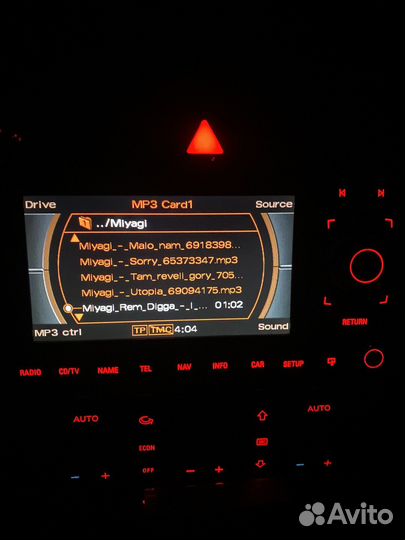 Drive MP3 Card1 Source
../Miyagi
Miyagi_-_Malo_nam_6918398...
Miyagi_-_Sorry_65373347.mp3
Miyagi_-_Tam_reveli_gory_705...
Miyagi_-_Utopia_69094175.mp3
Miyagi_Rem_Digga_-_I_... 01:02
MP3 ctrl TP TMC 4:04 Sound
RETURN
RADIO CD/TV NAME TEL NAV INFO CAR SETUP
AUTO AUTO
ECON
OFF - +
- + - +
Avito